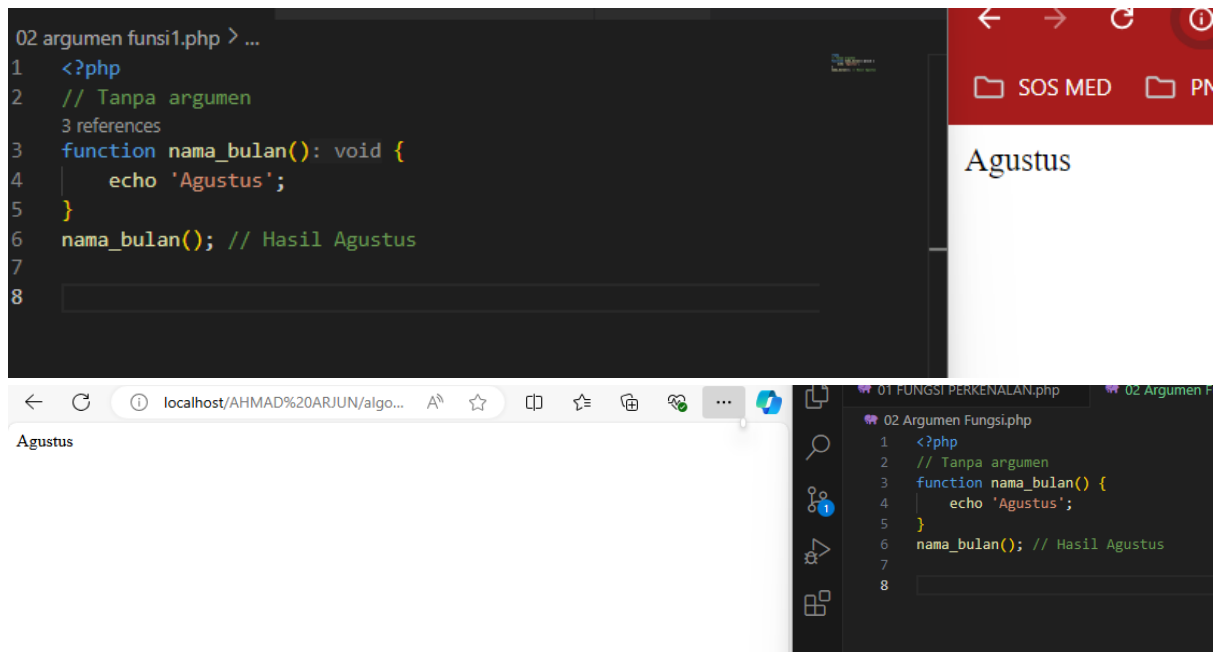 02 argumen funsi1.php > ...
1 <?php
2 // Tanpa argumen
3 references
3 function nama_bulan(): void {
4 echo 'Agustus';
5 }
6 nama_bulan(); // Hasil Agustus
7
8
SOS MED
PN
Agustus
localhost/AHMAD%20ARJUN/algo...
Agustus
01 FUNGSI PERKENALAN.php
02 Argumen F
02 Argumen Fungsi.php
1 <?php
2 // Tanpa argumen
3 function nama_bulan() {
4 echo 'Agustus';
5 }
6 nama_bulan(); // Hasil Agustus
7
8
1